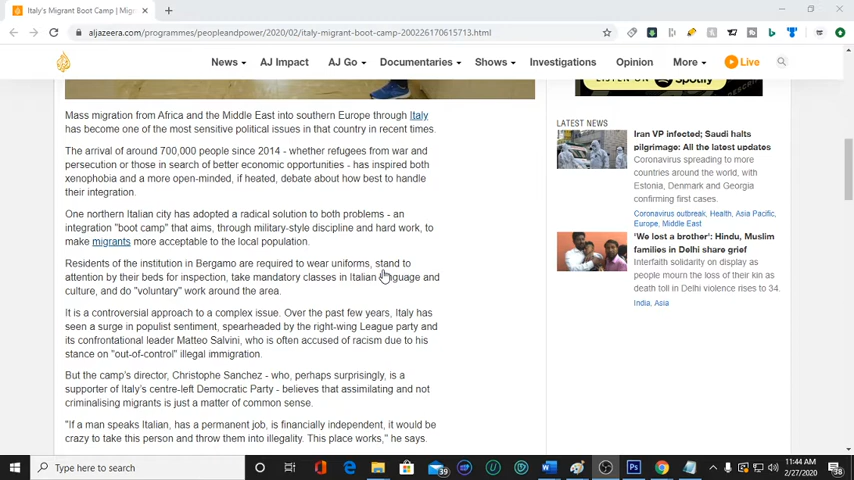 Italy's Migrant Boot Camp | Migr
aljazeera.com/programmes/peopleandpower/2020/02/italy-migrant-boot-camp-200226170615713.html
News AJ Impact AJ Go Documentaries Shows Investigations Opinion More Live
LISTEN ON Spotify
Mass migration from Africa and the Middle East into southern Europe through Italy
has become one of the most sensitive political issues in that country in recent times.
The arrival of around 700,000 people since 2014 - whether refugees from war and
persecution or those in search of better economic opportunities - has inspired both
xenophobia and a more open-minded, if heated, debate about how best to handle
their integration.
One northern Italian city has adopted a radical solution to both problems - an
integration "boot camp" that aims, through military-style discipline and hard work, to
make migrants more acceptable to the local population.
Residents of the institution in Bergamo are required to wear uniforms, stand to
attention by their beds for inspection, take mandatory classes in Italian language and
culture, and do "voluntary" work around the area.
It is a controversial approach to a complex issue. Over the past few years, Italy has
seen a surge in populist sentiment, spearheaded by the right-wing League party and
its confrontational leader Matteo Salvini, who is often accused of racism due to his
stance on "out-of-control" illegal immigration.
But the camp's director, Christophe Sanchez - who, perhaps surprisingly, is a
supporter of Italy's centre-left Democratic Party - believes that assimilating and not
criminalising migrants is just a matter of common sense.
"If a man speaks Italian, has a permanent job, is financially independent, it would be
crazy to take this person and throw them into illegality. This place works," he says.
LATEST NEWS
Iran VP infected; Saudi halts
pilgrimage: All the latest updates
Coronavirus spreading to more
countries around the world, with
Estonia, Denmark and Georgia
confirming first cases.
Coronavirus outbreak, Health, Asia Pacific,
Europe, Middle East
'We lost a brother': Hindu, Muslim
families in Delhi share grief
Interfaith solidarity on display as
people mourn the loss of their kin as
death toll in Delhi violence rises to 34.
India, Asia
Type here to search
39
11:44 AM
2/27/2020
38